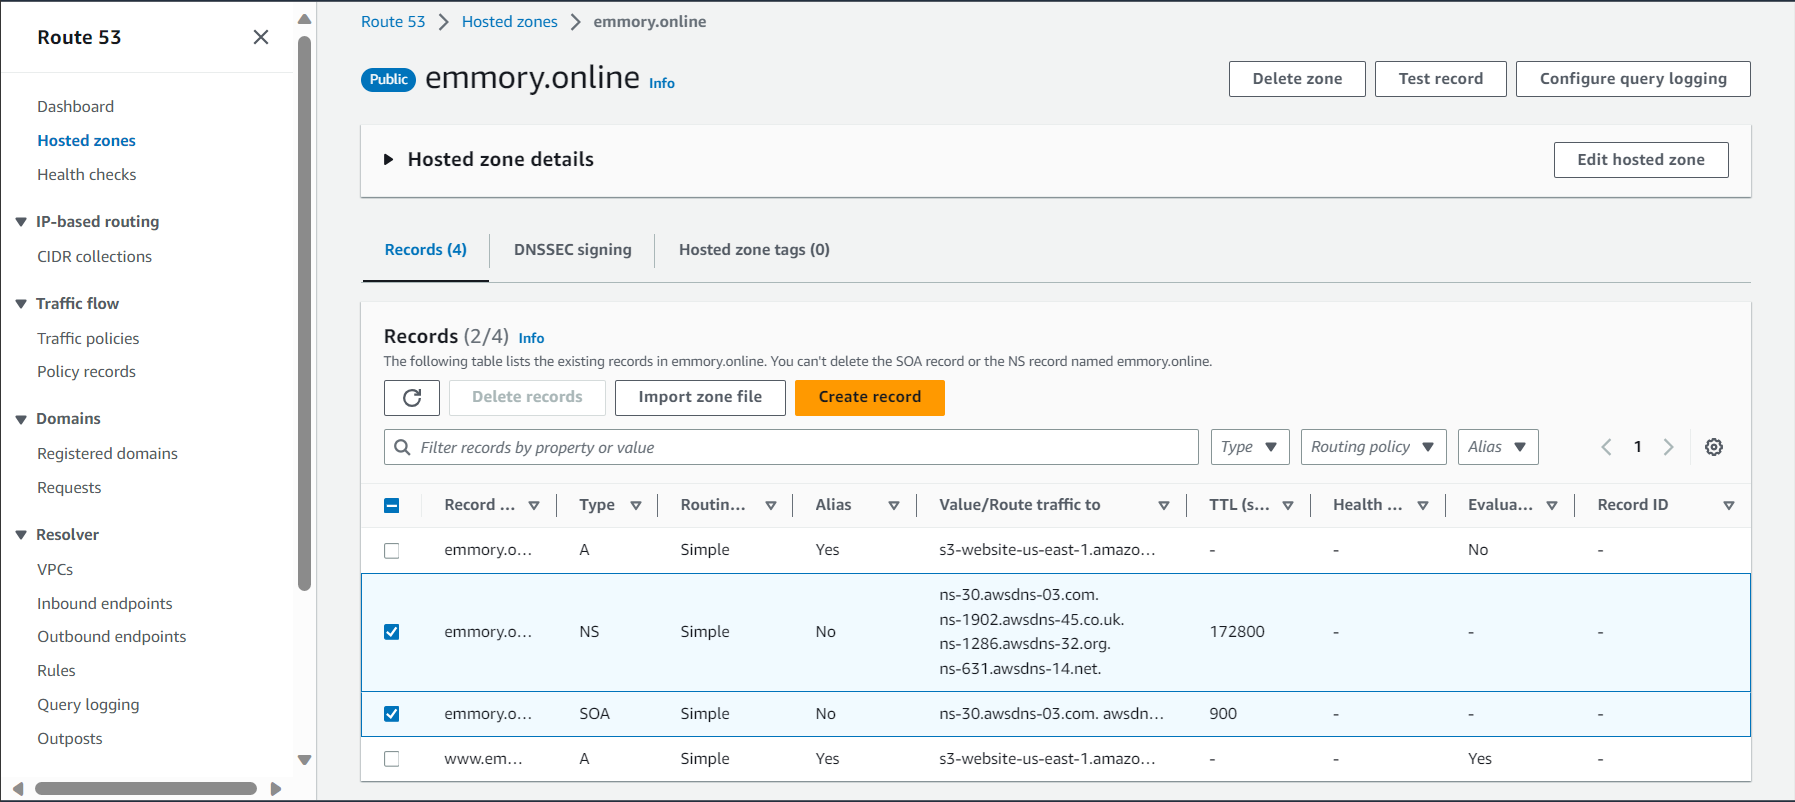 Route 53
Dashboard
Hosted zones
Health checks
IP-based routing
CIDR collections
Traffic flow
Traffic policies
Policy records
Domains
Registered domains
Requests
Resolver
VPCs
Inbound endpoints
Outbound endpoints
Rules
Query logging
Outposts
Route 53 Hosted zones emmory.online
Public emmory.online Info
Delete zone Test record Configure query logging
Hosted zone details Edit hosted zone
Records (4) DNSSEC signing Hosted zone tags (0)
Records (2/4) Info
The following table lists the existing records in emmory.online. You can't delete the SOA record or the NS record named emmory.online.
Delete records Import zone file Create record
Filter records by property or value Type Routing policy Alias 1
Record ... Type Routin... Alias Value/Route traffic to TTL (s... Health ... Evalua... Record ID
emmory.o... A Simple Yes s3-website-us-east-1.amazo... - - No -
ns-30.awsdns-03.com.
ns-1902.awsdns-45.co.uk.
emmory.o... NS Simple No 172800 - - -
ns-1286.awsdns-32.org.
ns-631.awsdns-14.net.
emmory.o... SOA Simple No ns-30.awsdns-03.com. awsdn... 900 - - -
www.em... A Simple Yes s3-website-us-east-1.amazo... - - Yes -